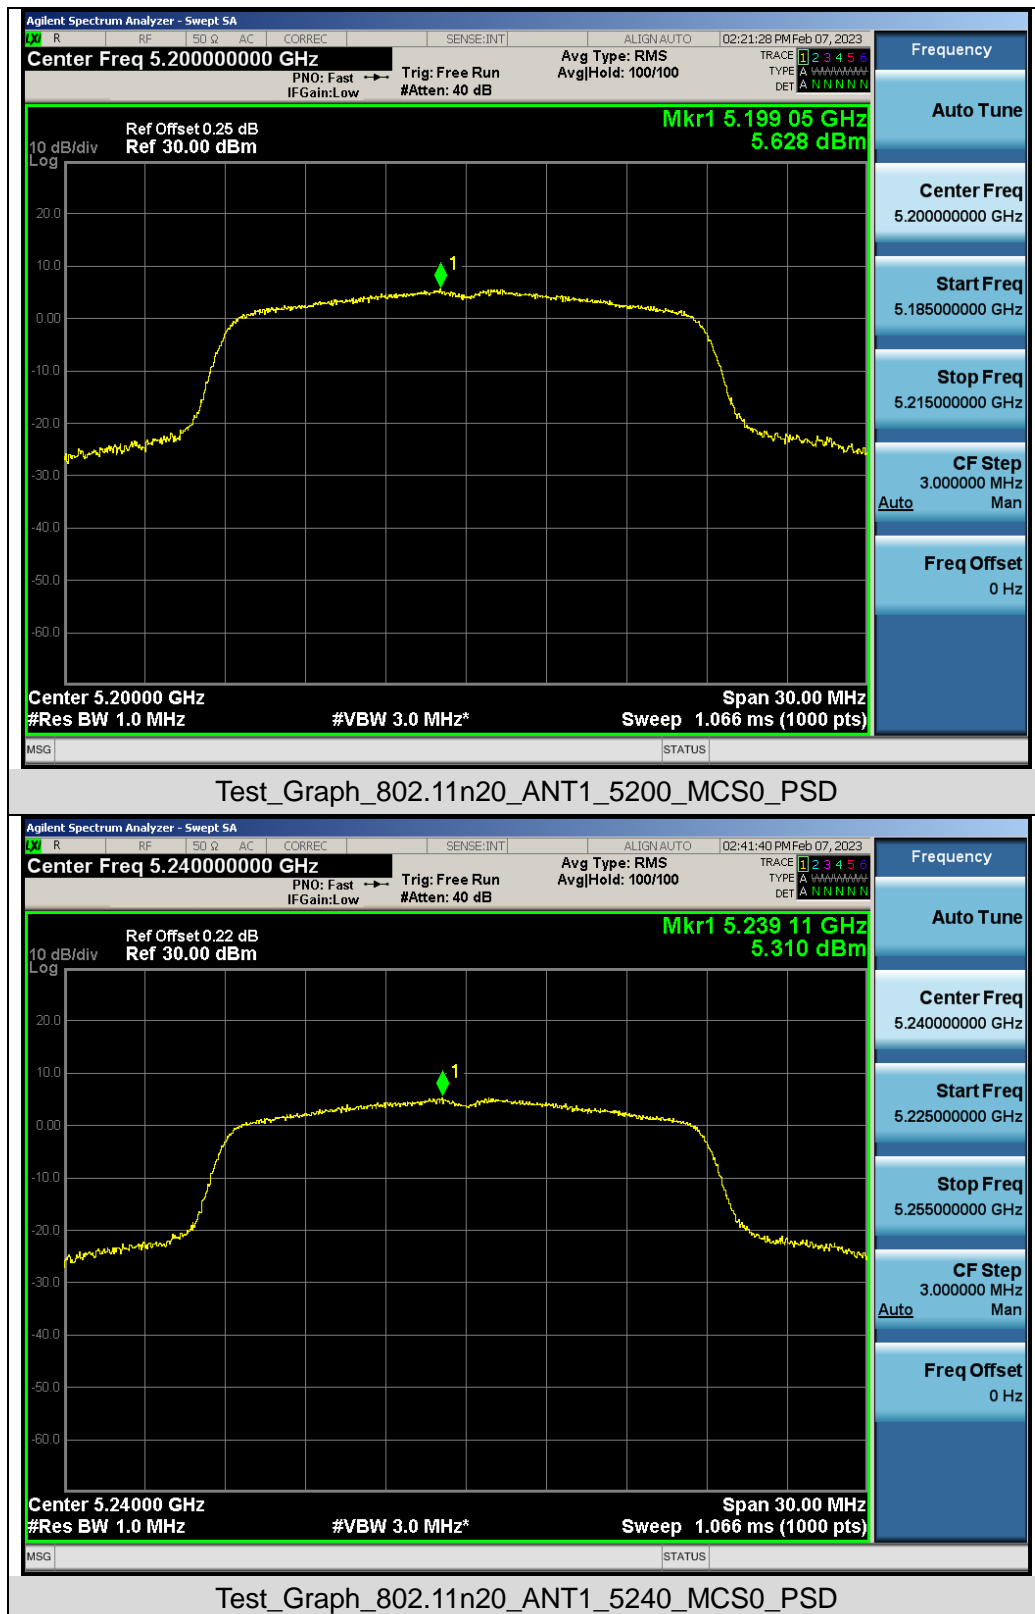 Agilent Spectrum Analyzer - Swept SA
LXI R RF 50 Ω AC CORREC SENSE:INT ALIGN AUTO 02:21:28 PM Feb 07, 2023
Center Freq 5.200000000 GHz
PNO: Fast
IFGain:Low
Trig: Free Run
#Atten: 40 dB
Avg Type: RMS
Avg|Hold: 100/100
TRACE 1 2 3 4 5 6
TYPE A WWWWW
DET A N N N N N
Frequency
Mkr1 5.199 05 GHz
5.628 dBm
Ref Offset 0.25 dB
10 dB/div Ref 30.00 dBm
Log
20.0
10.0
0.00
-10.0
-20.0
-30.0
-40.0
-50.0
-60.0
1
Center 5.20000 GHz Span 30.00 MHz
#Res BW 1.0 MHz #VBW 3.0 MHz* Sweep 1.066 ms (1000 pts)
Auto Tune
Center Freq
5.200000000 GHz
Start Freq
5.185000000 GHz
Stop Freq
5.215000000 GHz
CF Step
3.000000 MHz
Auto Man
Freq Offset
0 Hz
MSG STATUS
Test_Graph_802.11n20_ANT1_5200_MCS0_PSD
Agilent Spectrum Analyzer - Swept SA
LXI R RF 50 Ω AC CORREC SENSE:INT ALIGN AUTO 02:41:40 PM Feb 07, 2023
Center Freq 5.240000000 GHz
PNO: Fast
IFGain:Low
Trig: Free Run
#Atten: 40 dB
Avg Type: RMS
Avg|Hold: 100/100
TRACE 1 2 3 4 5 6
TYPE A WWWWW
DET A N N N N N
Frequency
Mkr1 5.239 11 GHz
5.310 dBm
Ref Offset 0.22 dB
10 dB/div Ref 30.00 dBm
Log
20.0
10.0
0.00
-10.0
-20.0
-30.0
-40.0
-50.0
-60.0
1
Center 5.24000 GHz Span 30.00 MHz
#Res BW 1.0 MHz #VBW 3.0 MHz* Sweep 1.066 ms (1000 pts)
Auto Tune
Center Freq
5.240000000 GHz
Start Freq
5.225000000 GHz
Stop Freq
5.255000000 GHz
CF Step
3.000000 MHz
Auto Man
Freq Offset
0 Hz
MSG STATUS
Test_Graph_802.11n20_ANT1_5240_MCS0_PSD